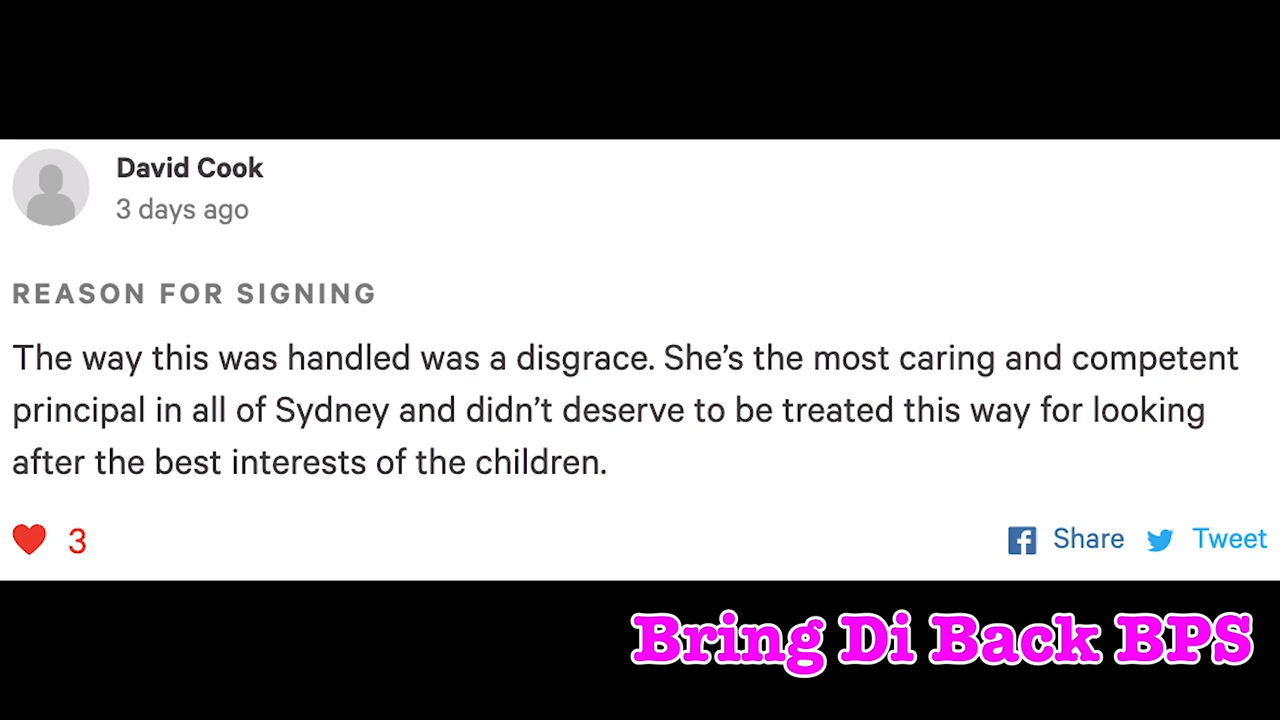 David Cook
3 days ago
REASON FOR SIGNING
The way this was handled was a disgrace. She’s the most caring and competent
principal in all of Sydney and didn’t deserve to be treated this way for looking
after the best interests of the children.
3
Share Tweet
Bring Di Back BPS